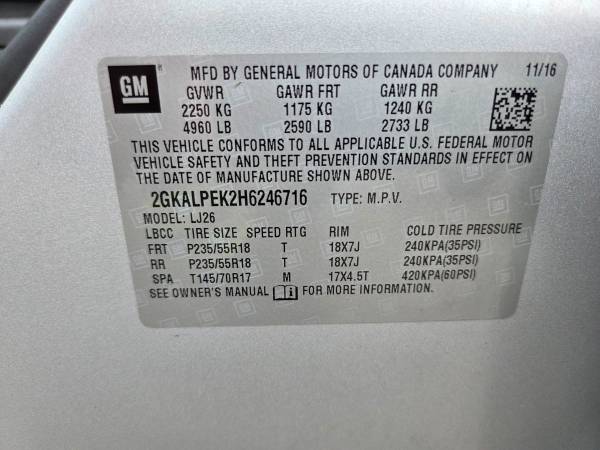 GM
MFD BY GENERAL MOTORS OF CANADA COMPANY 11/16
GVWR GAWR FRT GAWR RR
2250 KG 1175 KG 1240 KG
4960 LB 2590 LB 2733 LB
THIS VEHICLE CONFORMS TO ALL APPLICABLE U.S. FEDERAL MOTOR
VEHICLE SAFETY AND THEFT PREVENTION STANDARDS IN EFFECT ON
THE DATE OF MANUFACTURE SHOWN ABOVE.
2GKALPEK2H6246716 TYPE: M.P.V.
MODEL: LJ26
LBCC TIRE SIZE SPEED RTG RIM COLD TIRE PRESSURE
FRT P235/55R18 T 18X7J 240KPA(35PSI)
RR P235/55R18 T 18X7J 240KPA(35PSI)
SPA T145/70R17 M 17X4.5T 420KPA(60PSI)
SEE OWNER'S MANUAL FOR MORE INFORMATION.